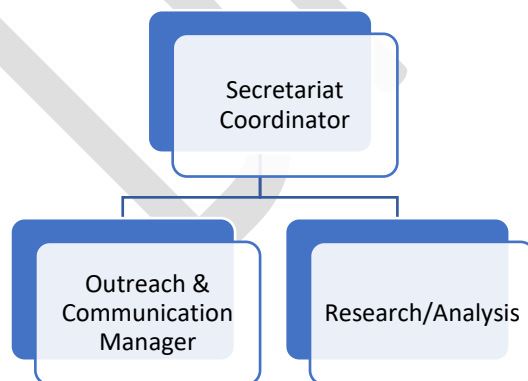 Secretariat
Coordinator
Outreach &
Communication
Manager
Research/Analysis